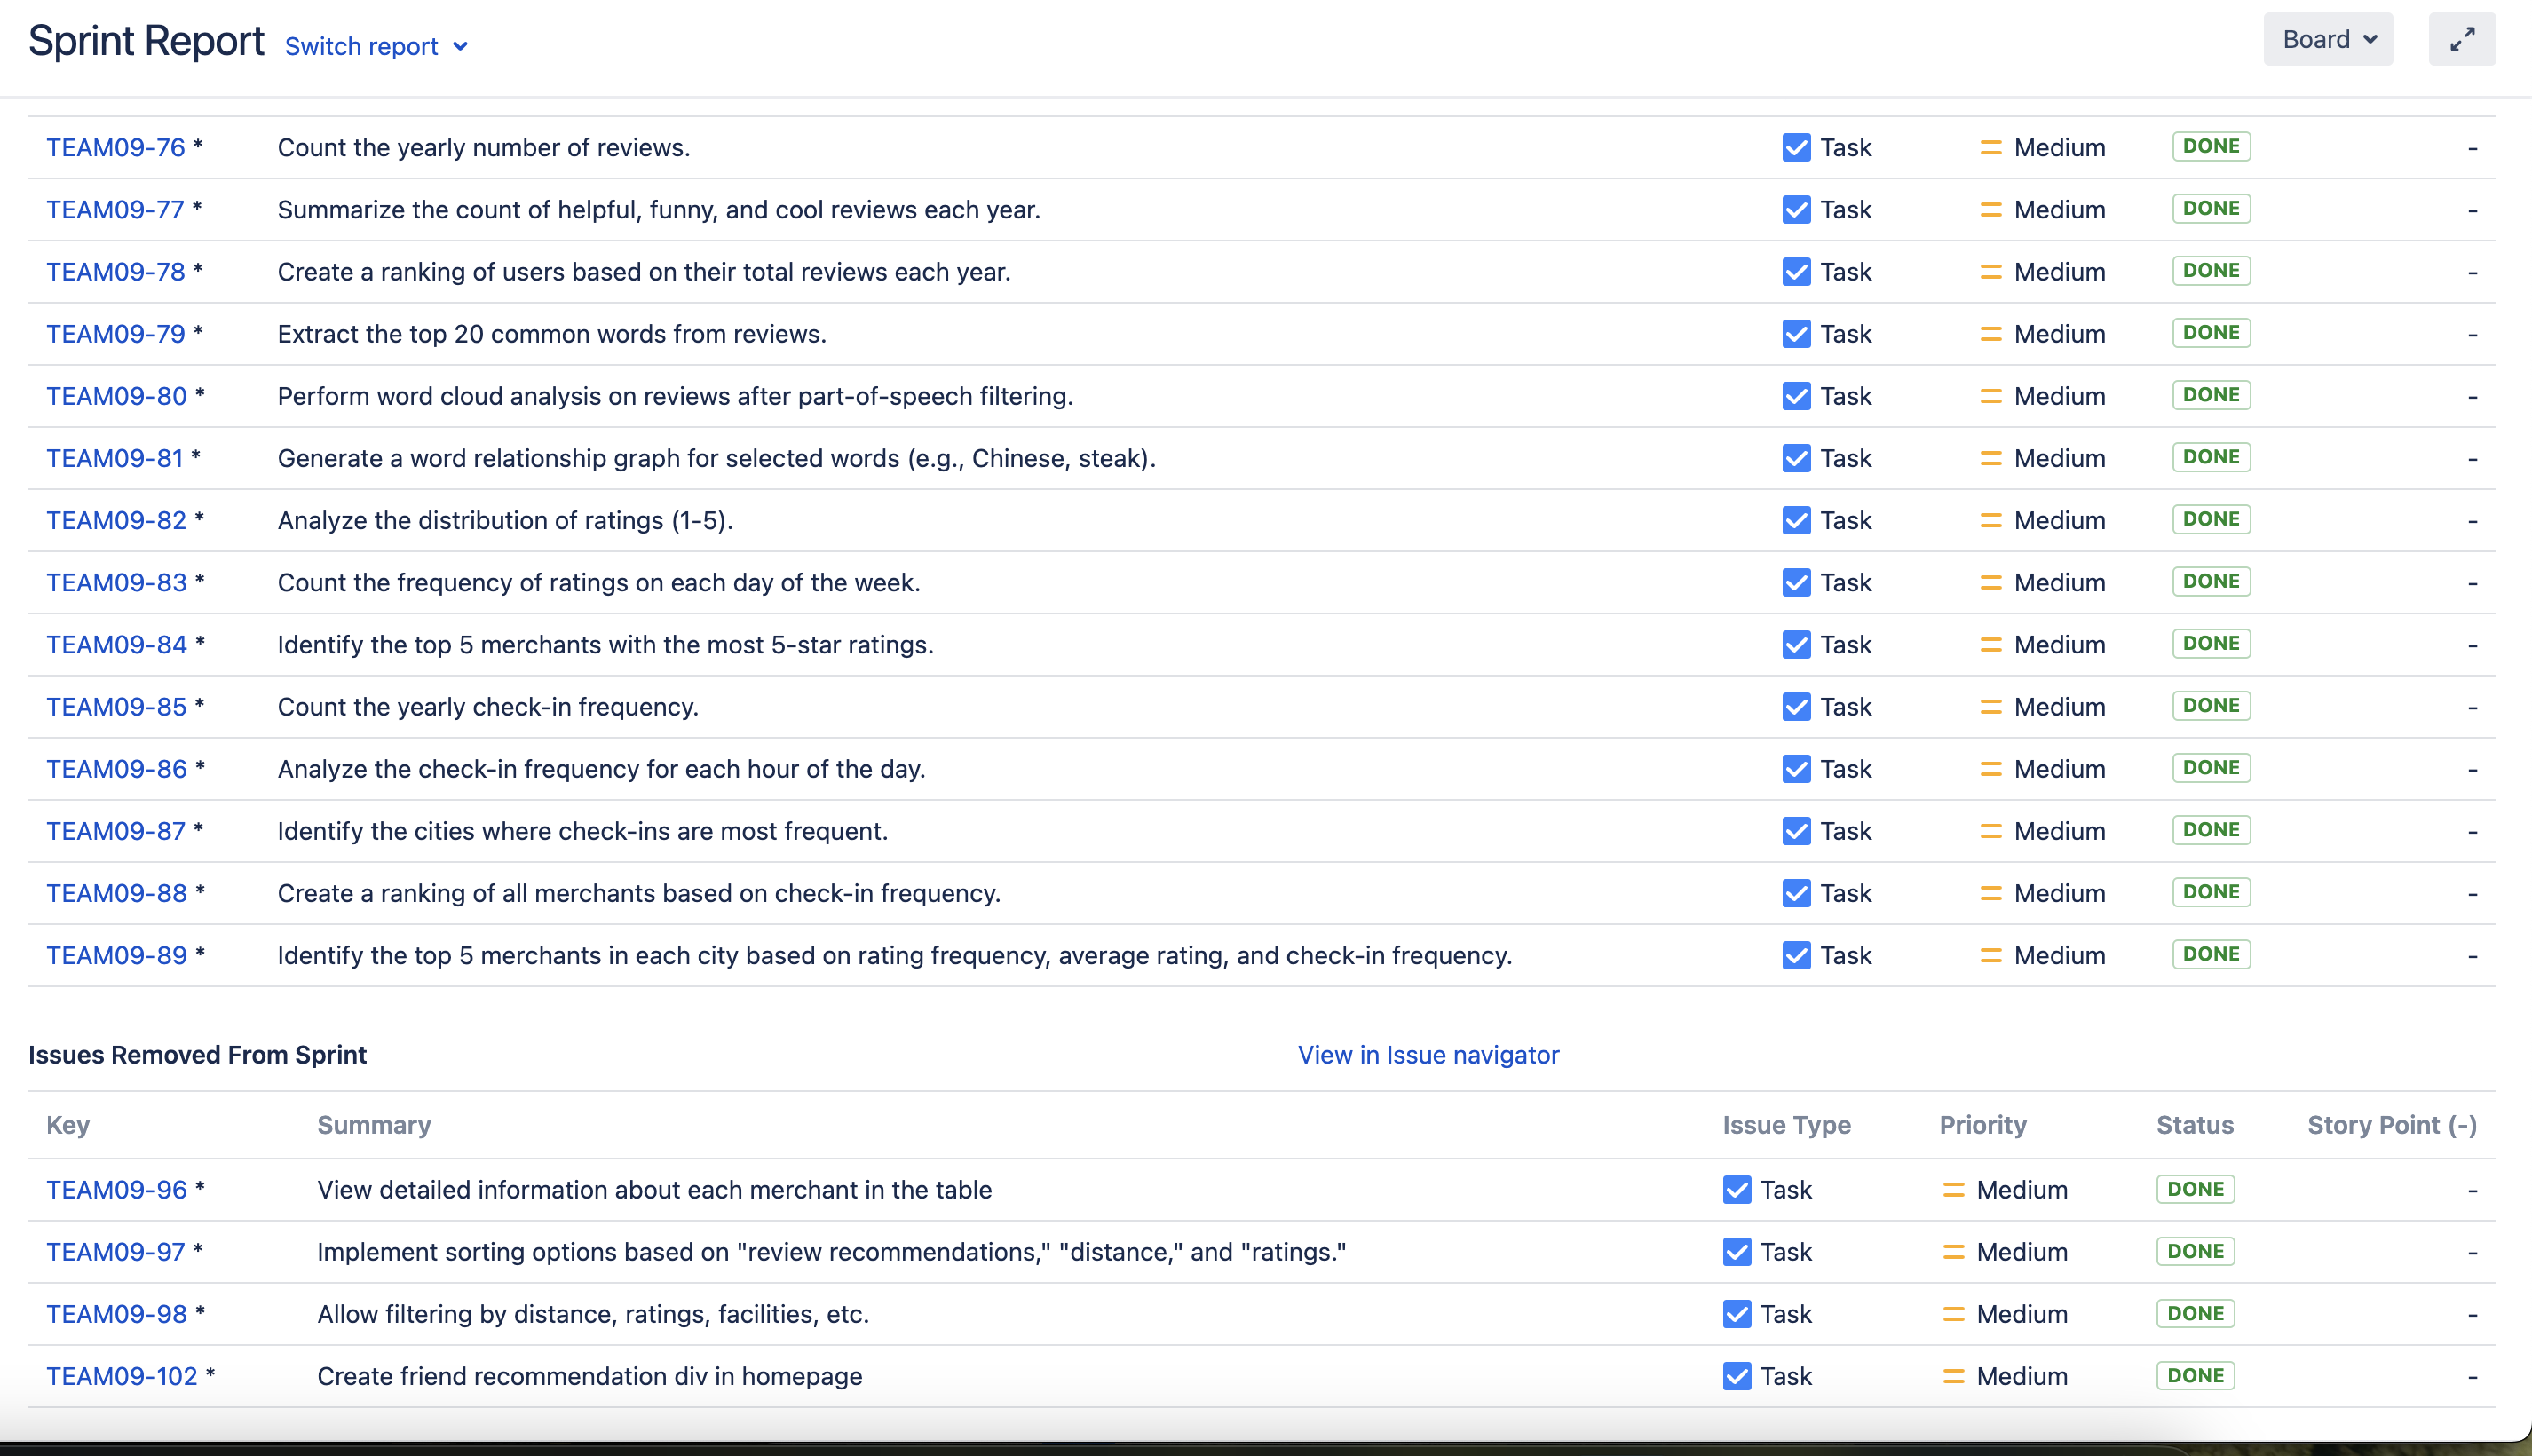 Sprint Report Switch report Board
TEAM09-76 * Count the yearly number of reviews. Task Medium DONE -
TEAM09-77 * Summarize the count of helpful, funny, and cool reviews each year. Task Medium DONE -
TEAM09-78 * Create a ranking of users based on their total reviews each year. Task Medium DONE -
TEAM09-79 * Extract the top 20 common words from reviews. Task Medium DONE -
TEAM09-80 * Perform word cloud analysis on reviews after part-of-speech filtering. Task Medium DONE -
TEAM09-81 * Generate a word relationship graph for selected words (e.g., Chinese, steak). Task Medium DONE -
TEAM09-82 * Analyze the distribution of ratings (1-5). Task Medium DONE -
TEAM09-83 * Count the frequency of ratings on each day of the week. Task Medium DONE -
TEAM09-84 * Identify the top 5 merchants with the most 5-star ratings. Task Medium DONE -
TEAM09-85 * Count the yearly check-in frequency. Task Medium DONE -
TEAM09-86 * Analyze the check-in frequency for each hour of the day. Task Medium DONE -
TEAM09-87 * Identify the cities where check-ins are most frequent. Task Medium DONE -
TEAM09-88 * Create a ranking of all merchants based on check-in frequency. Task Medium DONE -
TEAM09-89 * Identify the top 5 merchants in each city based on rating frequency, average rating, and check-in frequency. Task Medium DONE -
Issues Removed From Sprint View in Issue navigator
Key Summary Issue Type Priority Status Story Point (-)
TEAM09-96 * View detailed information about each merchant in the table Task Medium DONE -
TEAM09-97 * Implement sorting options based on "review recommendations," "distance," and "ratings." Task Medium DONE -
TEAM09-98 * Allow filtering by distance, ratings, facilities, etc. Task Medium DONE -
TEAM09-102 * Create friend recommendation div in homepage Task Medium DONE -